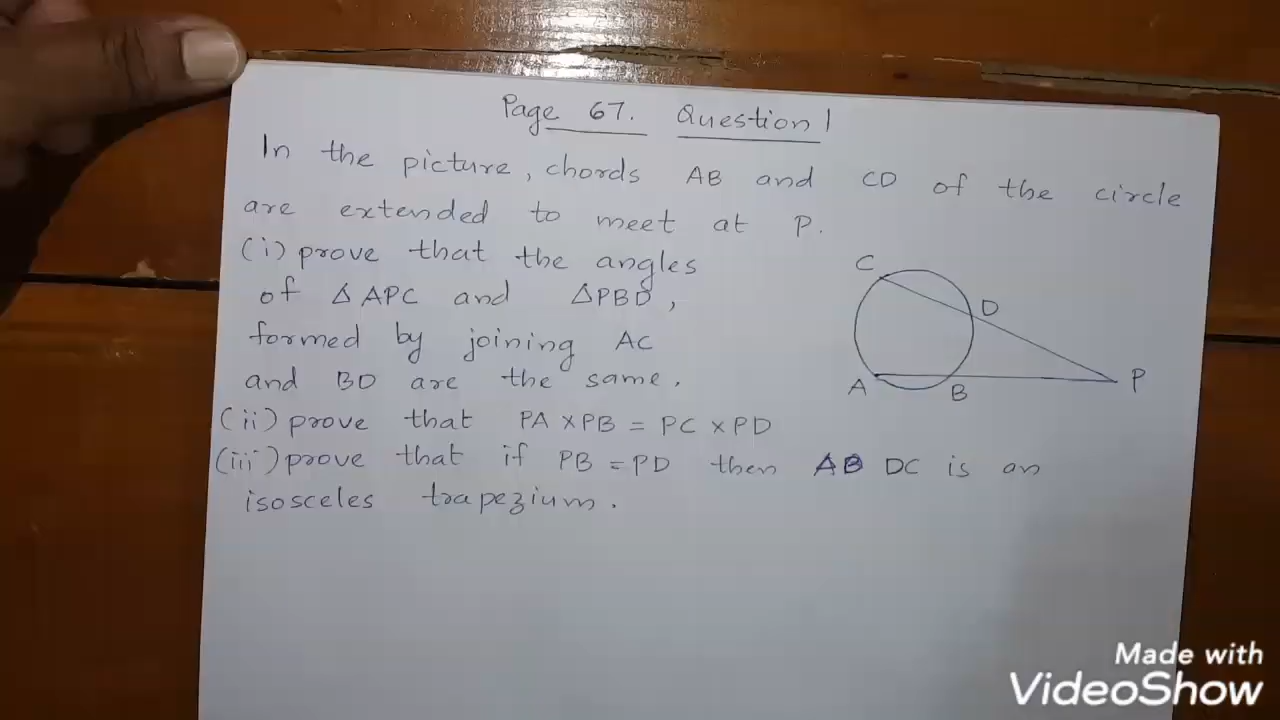 Page 67. Question 1
In the picture, chords AB and CD of the circle
are extended to meet at P.
(i) prove that the angles
of △APC and △PBD,
formed by joining AC
and BD are the same.
(ii) prove that PA × PB = PC × PD
(iii) prove that if PB = PD then AB DC is an
isosceles trapezium.
C
D
A
B
P
Made with
VideoShow